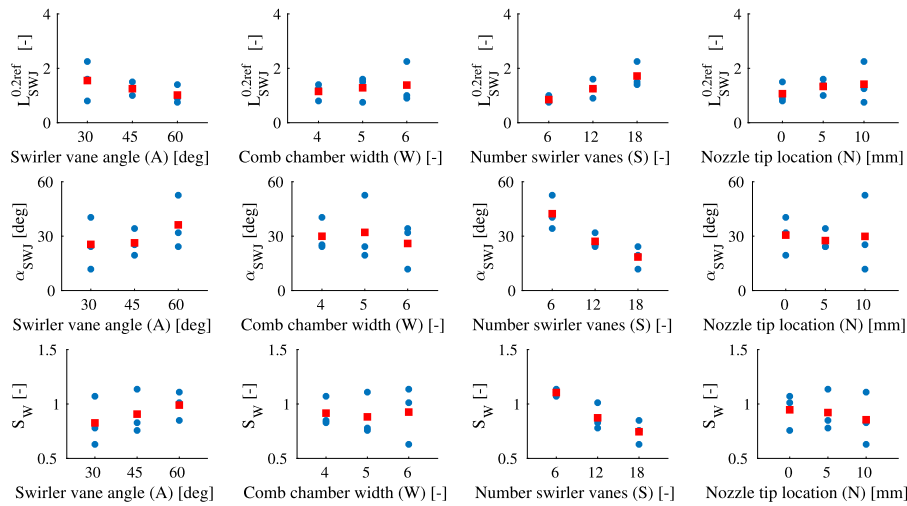 4
2
0
L_SWJ^0.2ref [-]
30 45 60
Swirler vane angle (A) [deg]
4
2
0
L_SWJ^0.2ref [-]
4 5 6
Comb chamber width (W) [-]
4
2
0
L_SWJ^0.2ref [-]
6 12 18
Number swirler vanes (S) [-]
4
2
0
L_SWJ^0.2ref [-]
0 5 10
Nozzle tip location (N) [mm]
60
30
0
α_SWJ [deg]
30 45 60
Swirler vane angle (A) [deg]
60
30
0
α_SWJ [deg]
4 5 6
Comb chamber width (W) [-]
60
30
0
α_SWJ [deg]
6 12 18
Number swirler vanes (S) [-]
60
30
0
α_SWJ [deg]
0 5 10
Nozzle tip location (N) [mm]
1.5
1
0.5
S_W [-]
30 45 60
Swirler vane angle (A) [deg]
1.5
1
0.5
S_W [-]
4 5 6
Comb chamber width (W) [-]
1.5
1
0.5
S_W [-]
6 12 18
Number swirler vanes (S) [-]
1.5
1
0.5
S_W [-]
0 5 10
Nozzle tip location (N) [mm]